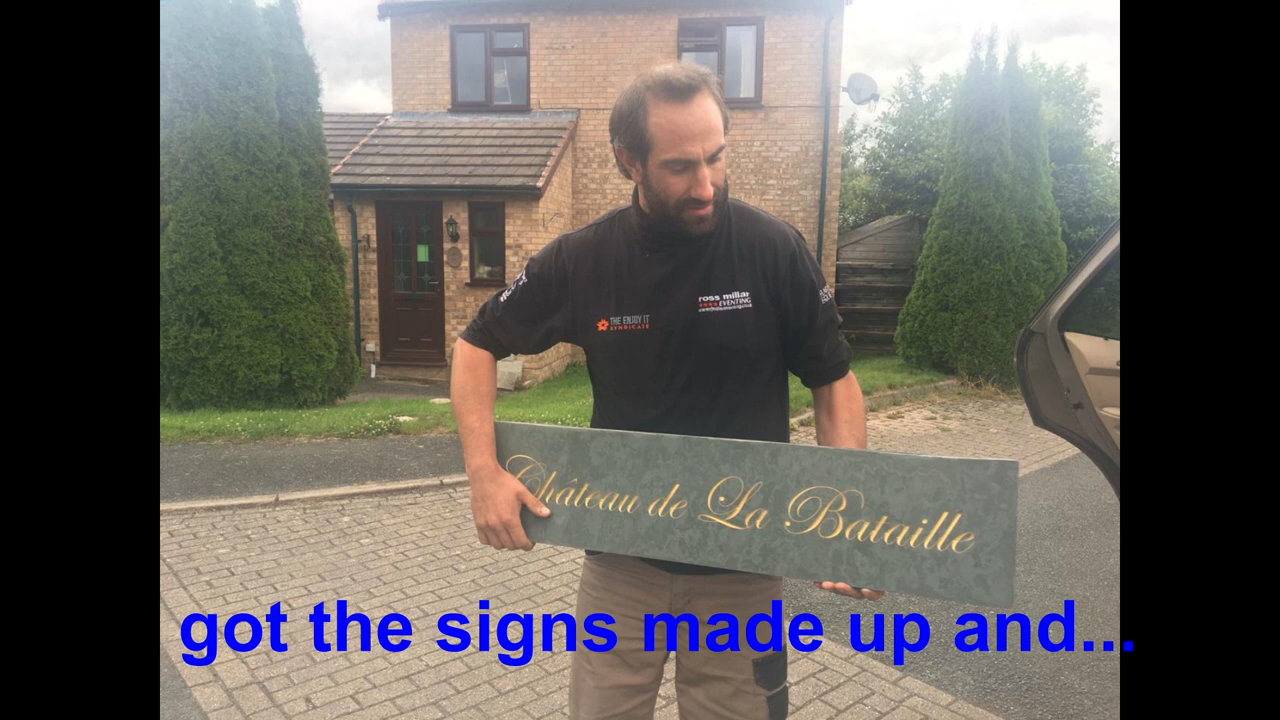 ross millar
EVENTING
THE ENJOY IT
SYNDICATE
Château de La Bataille
got the signs made up and...